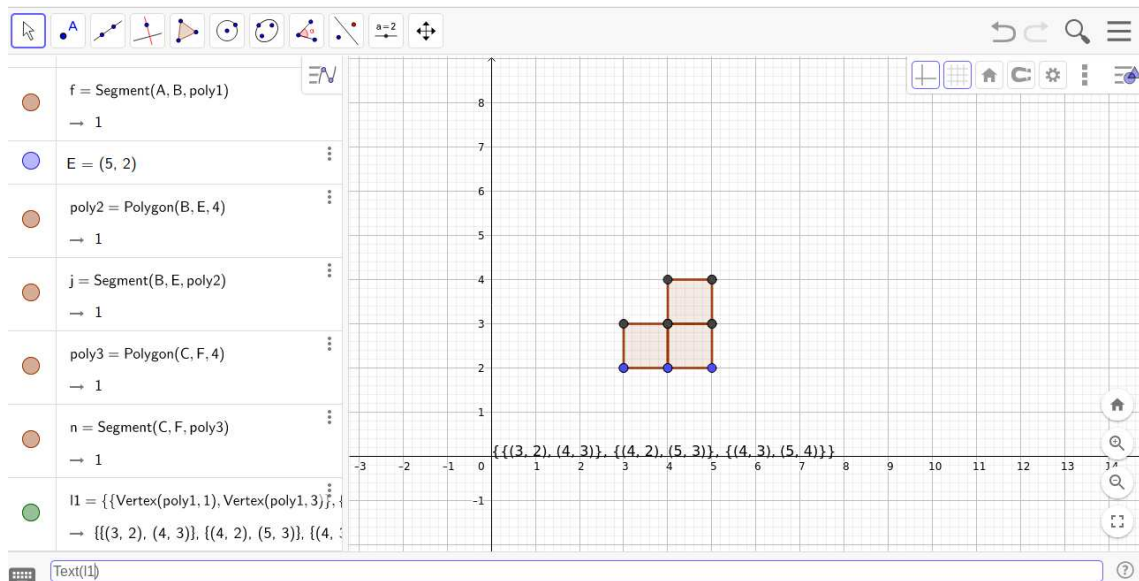 A
a=2
f = Segment(A, B, poly1)
→ 1
E = (5, 2)
poly2 = Polygon(B, E, 4)
→ 1
j = Segment(B, E, poly2)
→ 1
poly3 = Polygon(C, F, 4)
→ 1
n = Segment(C, F, poly3)
→ 1
l1 = {{Vertex(poly1, 1), Vertex(poly1, 3)}, {
→ {{(3, 2), (4, 3)}, {(4, 2), (5, 3)}, {(4, 3
8
7
6
5
4
3
2
1
{{(3, 2), (4, 3)}, {(4, 2), (5, 3)}, {(4, 3), (5, 4)}}
-3 -2 -1 0 1 2 3 4 5 6 7 8 9 10 11 12 13 14
-1
Text(l1)